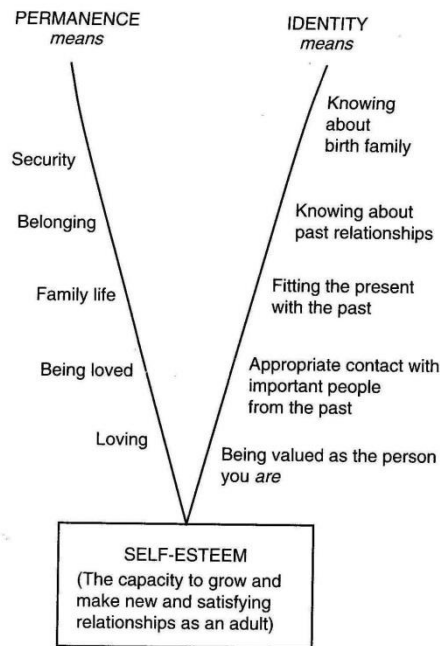 PERMANENCE
means
Security
Belonging
Family life
Being loved
Loving
IDENTITY
means
Knowing
about
birth family
Knowing about
past relationships
Fitting the present
with the past
Appropriate contact with
important people
from the past
Being valued as the person
you are
SELF-ESTEEM
(The capacity to grow and
make new and satisfying
relationships as an adult)